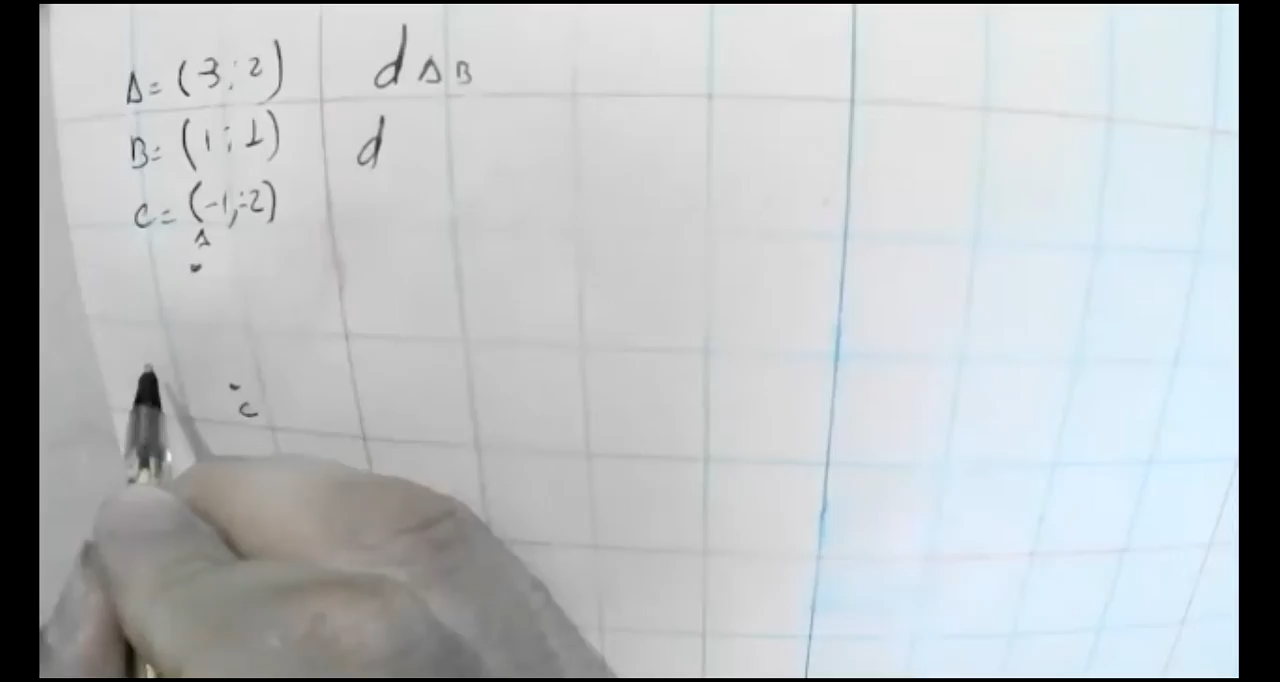 A = (3 ; 2) d A B
B = (1 ; 1) d
C = (-1 ; -2)
A
C